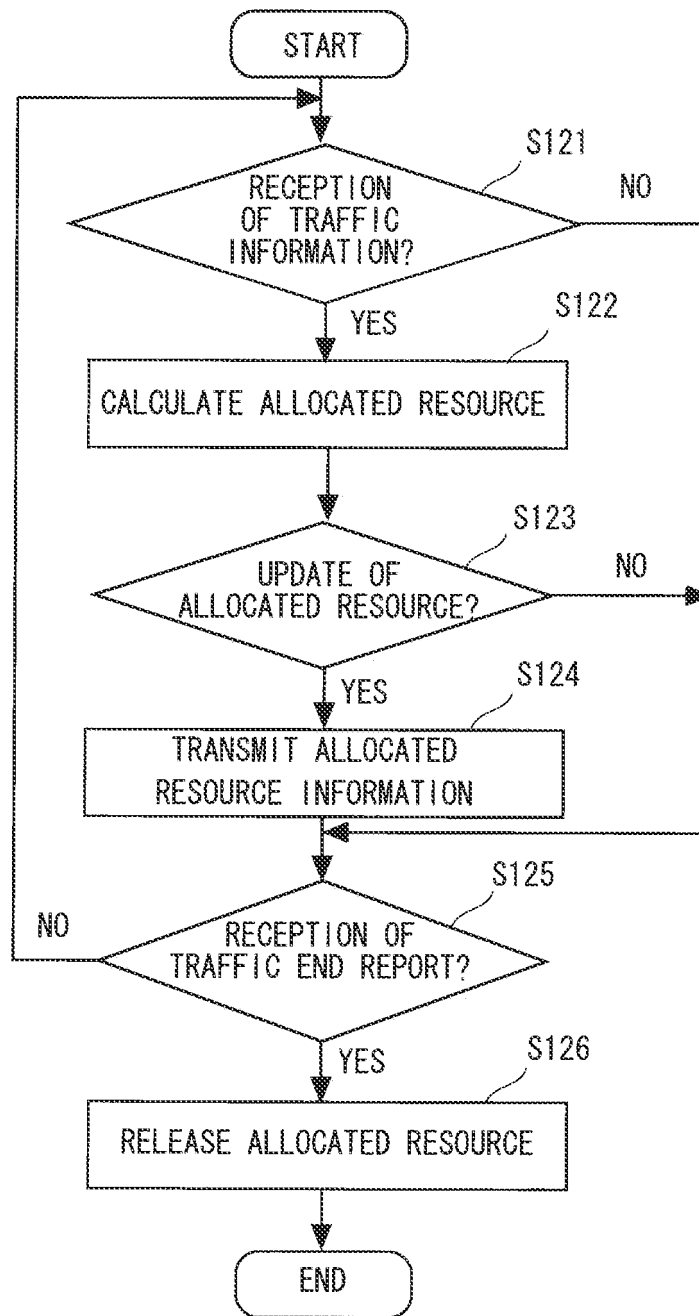 START
S121
RECEPTION
OF TRAFFIC
INFORMATION?
NO
YES
S122
CALCULATE ALLOCATED RESOURCE
S123
UPDATE OF
ALLOCATED RESOURCE?
NO
YES
S124
TRANSMIT ALLOCATED
RESOURCE INFORMATION
S125
NO
RECEPTION OF
TRAFFIC END REPORT?
YES
S126
RELEASE ALLOCATED RESOURCE
END